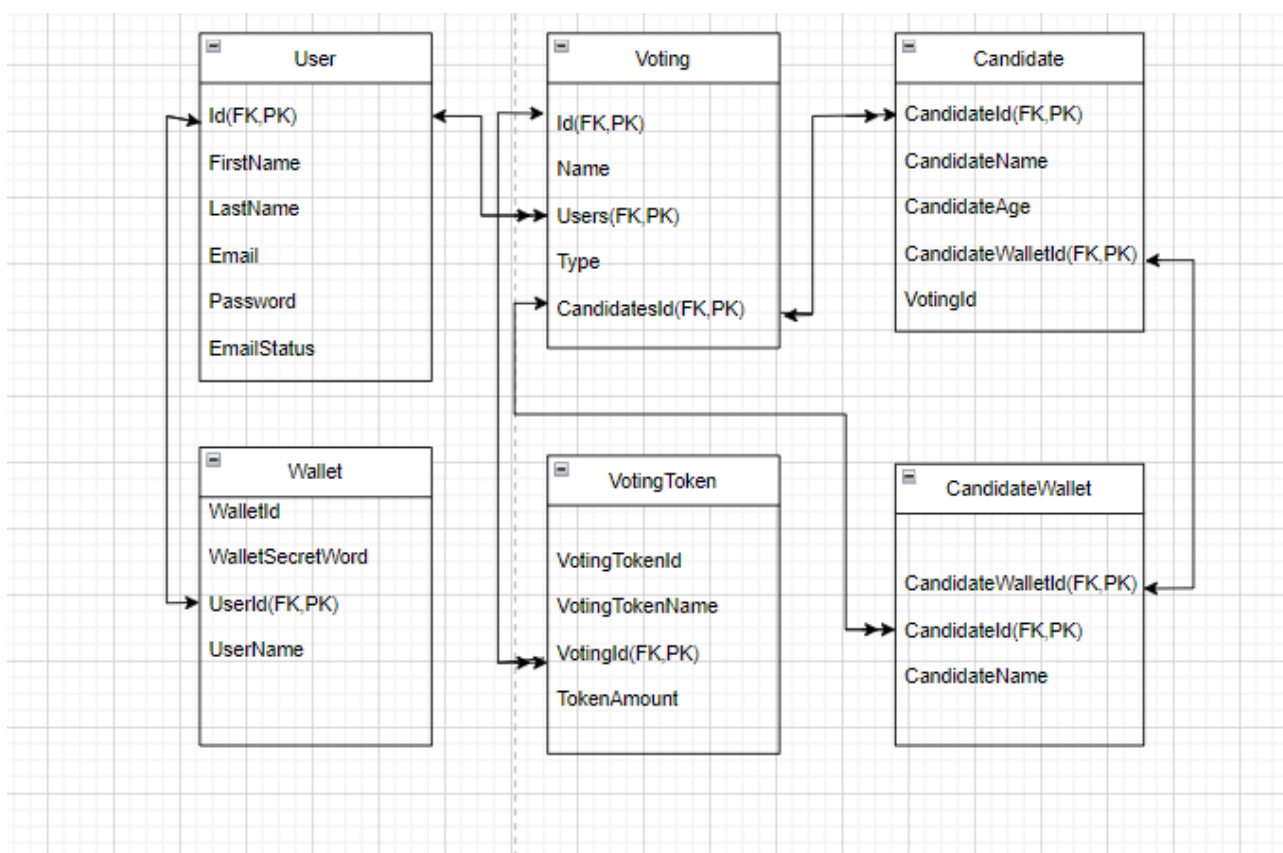 User
Id(FK,PK)
FirstName
LastName
Email
Password
EmailStatus
Voting
Id(FK,PK)
Name
Users(FK,PK)
Type
CandidatesId(FK,PK)
Candidate
CandidateId(FK,PK)
CandidateName
CandidateAge
CandidateWalletId(FK,PK)
VotingId
Wallet
WalletId
WalletSecretWord
UserId(FK,PK)
UserName
VotingToken
VotingTokenId
VotingTokenName
VotingId(FK,PK)
TokenAmount
CandidateWallet
CandidateWalletId(FK,PK)
CandidateId(FK,PK)
CandidateName